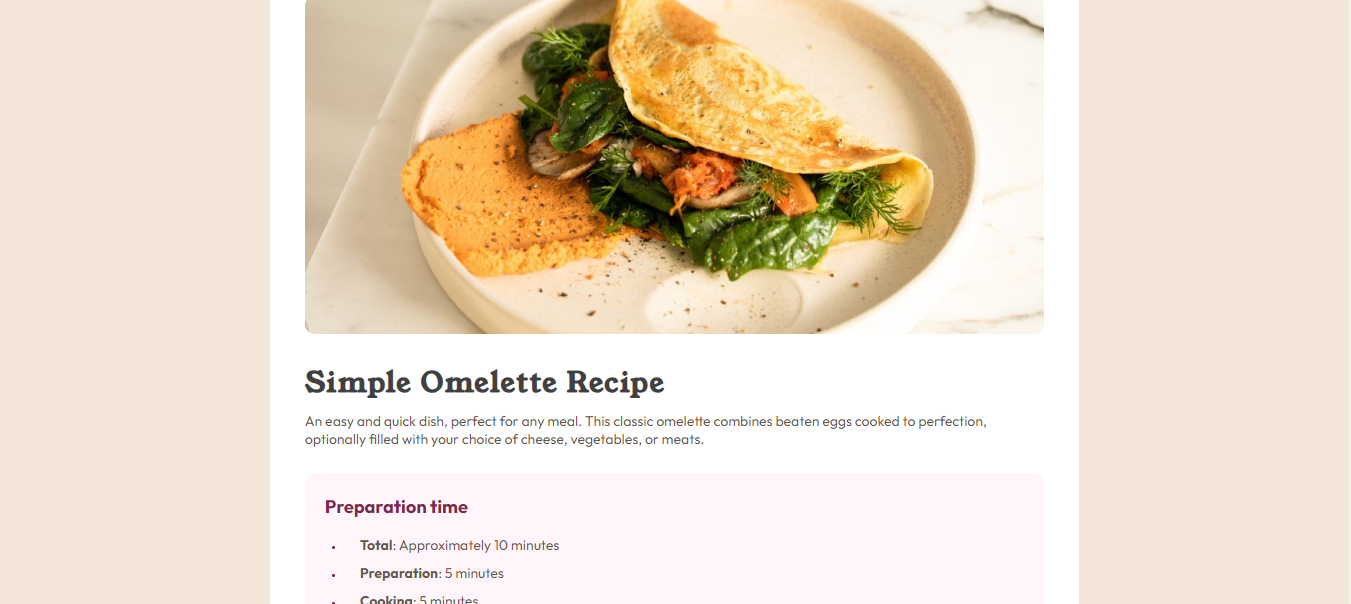 Simple Omelette Recipe
An easy and quick dish, perfect for any meal. This classic omelette combines beaten eggs cooked to perfection,
optionally filled with your choice of cheese, vegetables, or meats.
Preparation time
• Total: Approximately 10 minutes
• Preparation: 5 minutes
• Cooking: 5 minutes